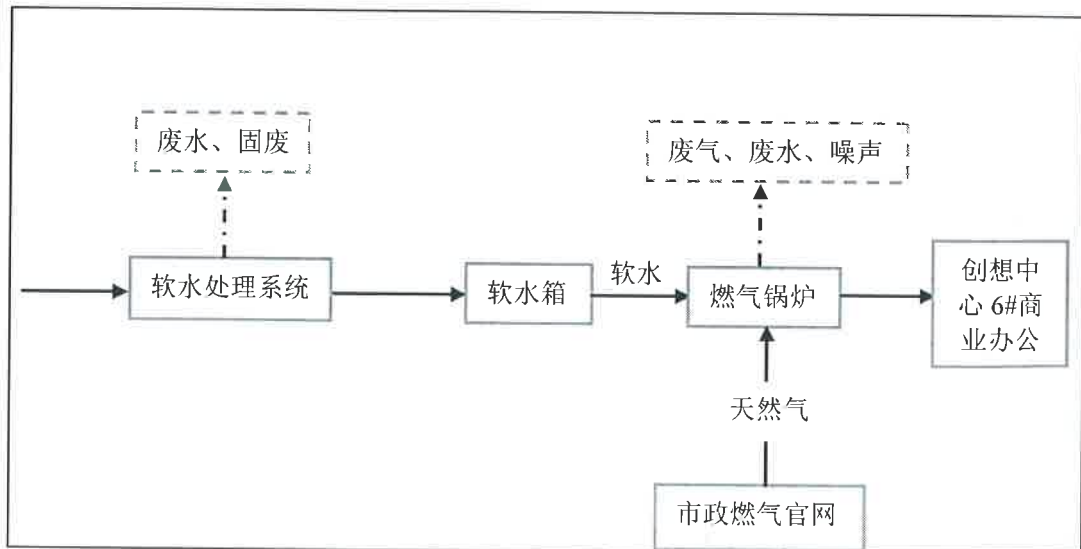 废水、固废
废气、废水、噪声
软水处理系统
软水箱
软水
燃气锅炉
创想中
心 6#商
业办公
天然气
市政燃气官网